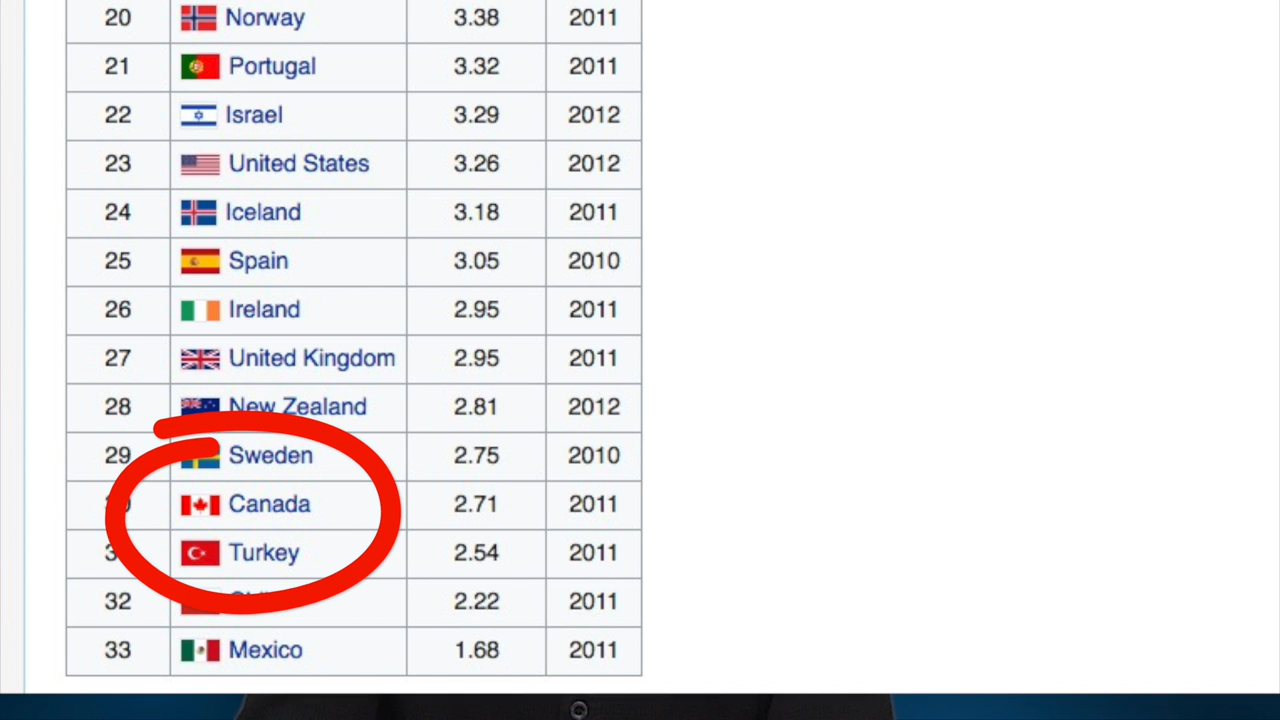 20 Norway 3.38 2011
21 Portugal 3.32 2011
22 Israel 3.29 2012
23 United States 3.26 2012
24 Iceland 3.18 2011
25 Spain 3.05 2010
26 Ireland 2.95 2011
27 United Kingdom 2.95 2011
28 New Zealand 2.81 2012
29 Sweden 2.75 2010
Canada 2.71 2011
Turkey 2.54 2011
32 2.22 2011
33 Mexico 1.68 2011